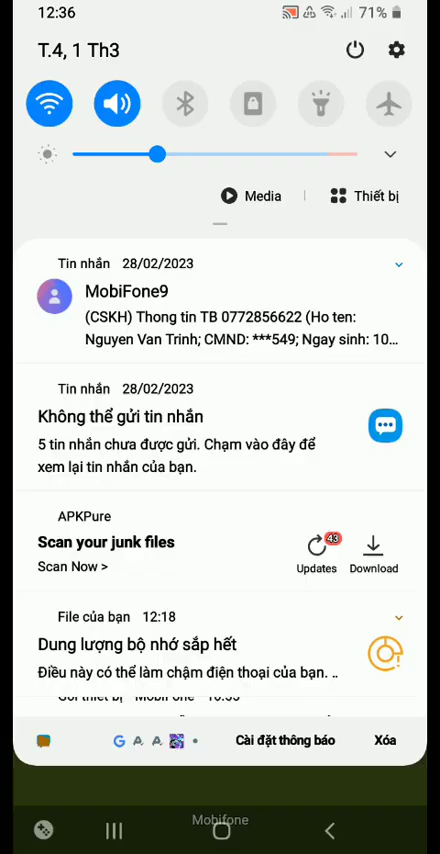 12:36
71%
T.4, 1 Th3
Media
Thiết bị
Tin nhắn 28/02/2023
MobiFone9
(CSKH) Thong tin TB 0772856622 (Ho ten:
Nguyen Van Trinh; CMND: ***549; Ngay sinh: 10...
Tin nhắn 28/02/2023
Không thể gửi tin nhắn
5 tin nhắn chưa được gửi. Chạm vào đây để
xem lại tin nhắn của bạn.
APKPure
Scan your junk files
43
Scan Now >
Updates
Download
File của bạn 12:18
Dung lượng bộ nhớ sắp hết
Điều này có thể làm chậm điện thoại của bạn. ..
Cài đặt thông báo
Xóa
Mobifone